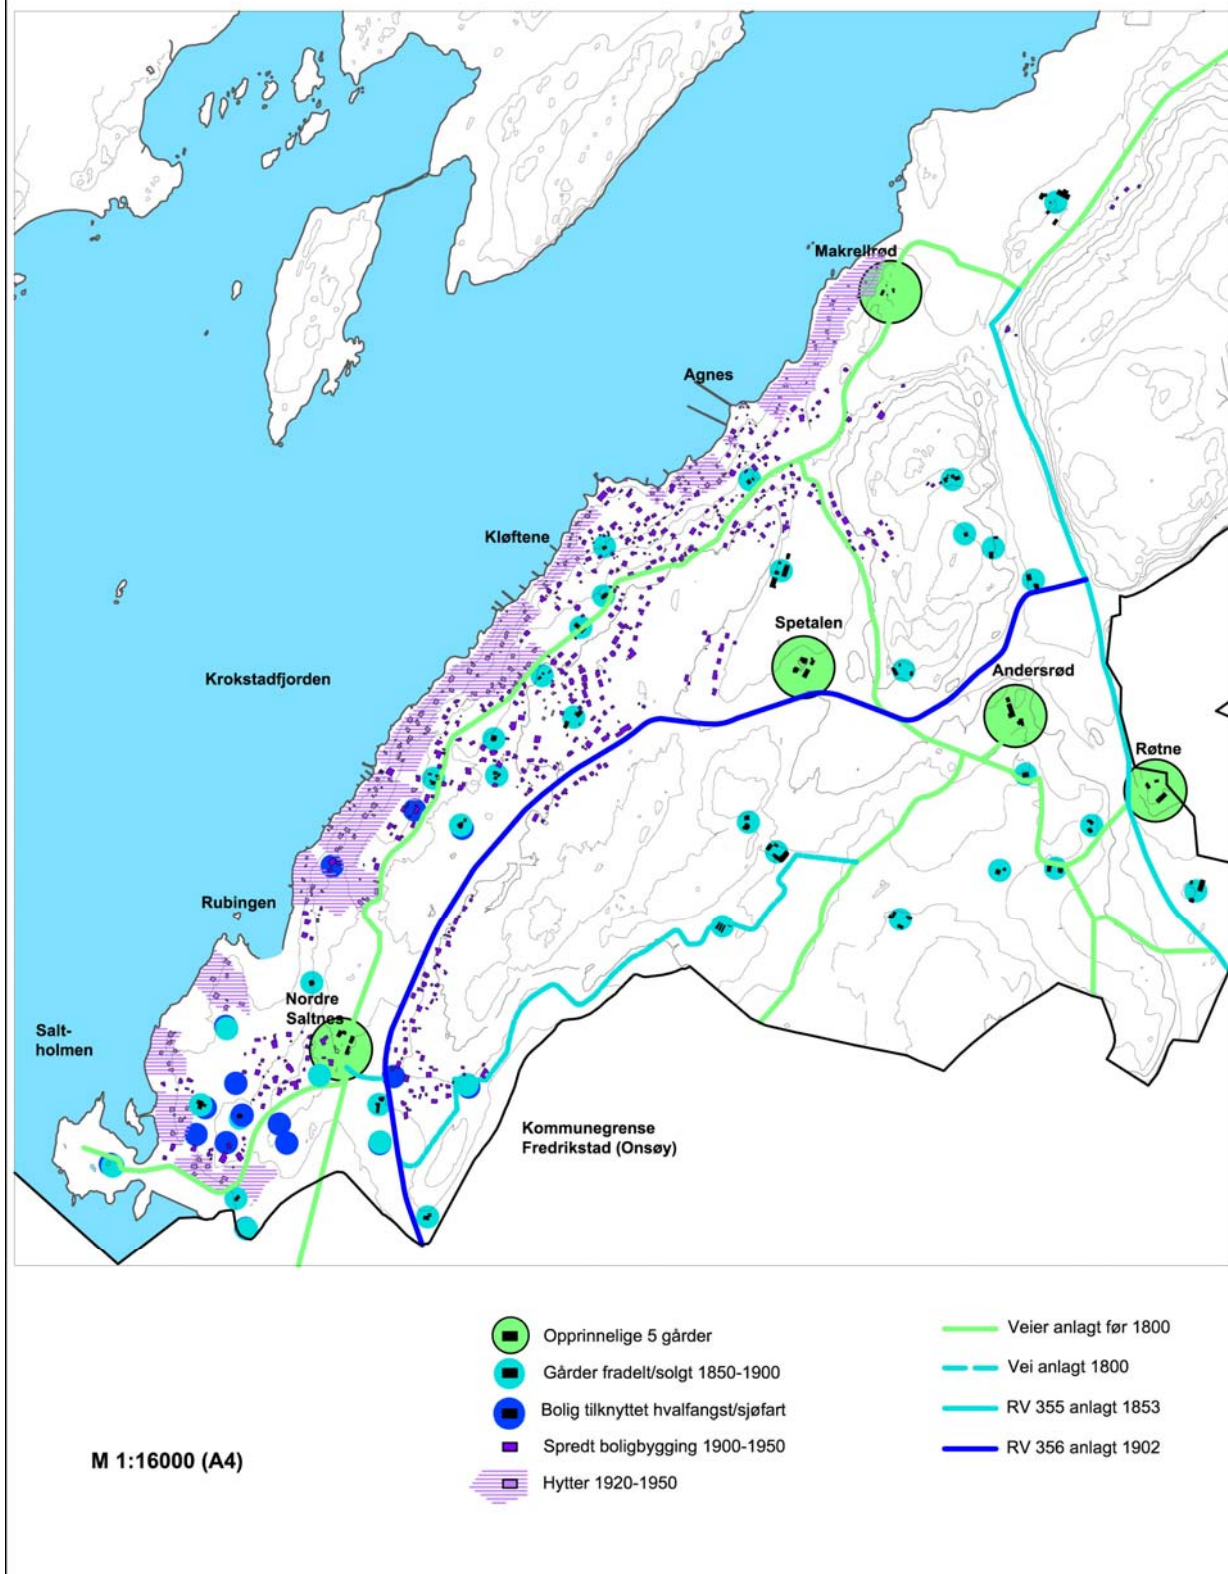 Makrellrød
Agnes
Kløftene
Spetalen
Krokstadfjorden
Andersrød
Røtne
Rubingen
Nordre
Saltnes
Salt-
holmen
Kommunegrense
Fredrikstad (Onsøy)
Opprinnelige 5 gårder
Gårder fradelt/solgt 1850-1900
Bolig tilknyttet hvalfangst/sjøfart
Spredt boligbygging 1900-1950
Hytter 1920-1950
Veier anlagt før 1800
Vei anlagt 1800
RV 355 anlagt 1853
RV 356 anlagt 1902
M 1:16000 (A4)